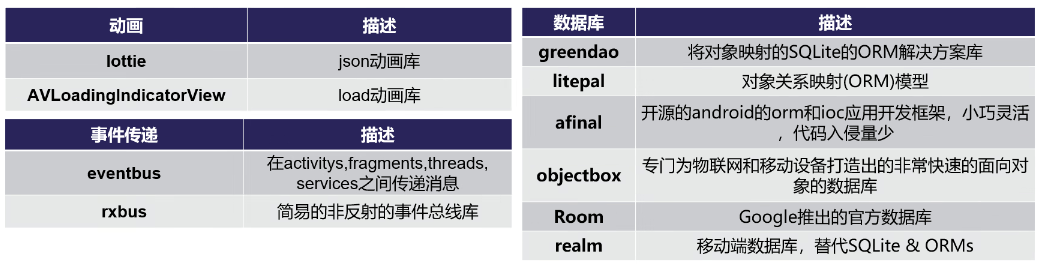 动画 描述
lottie json动画库
AVLoadingIndicatorView load动画库
事件传递 描述
eventbus 在activitys,fragments,threads,
services之间传递消息
rxbus 简易的非反射的事件总线库
数据库 描述
greendao 将对象映射的SQLite的ORM解决方案库
litepal 对象关系映射(ORM)模型
afinal 开源的android的orm和ioc应用开发框架，小巧灵活
，代码入侵量少
objectbox 专门为物联网和移动设备打造出的非常快速的面向对
象的数据库
Room Google推出的官方数据库
realm 移动端数据库，替代SQLite & ORMs